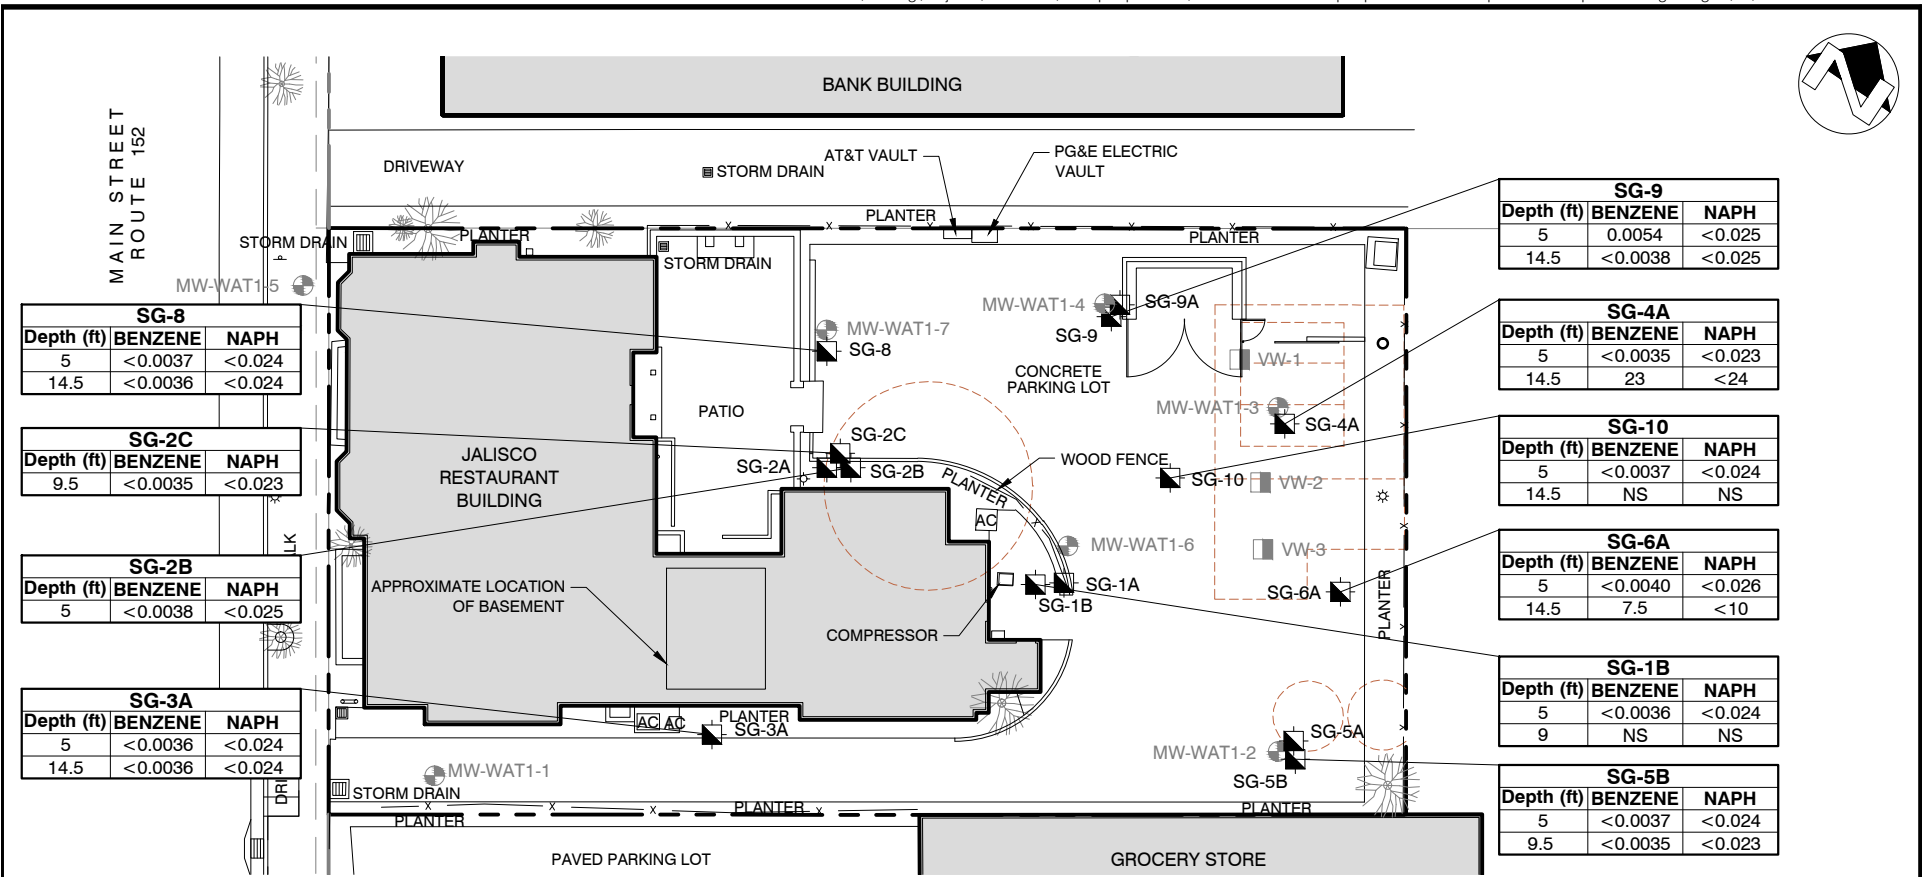 BANK BUILDING
MAIN STREET
ROUTE 152
DRIVEWAY
STORM DRAIN
AT&T VAULT
PG&E ELECTRIC
VAULT
PLANTER
STORM DRAIN
PLANTER
STORM DRAIN
PLANTER
MW-WAT1-5
SG-8
Depth (ft) BENZENE NAPH
5 <0.0037 <0.024
14.5 <0.0036 <0.024
SG-2C
Depth (ft) BENZENE NAPH
9.5 <0.0035 <0.023
SG-2B
Depth (ft) BENZENE NAPH
5 <0.0038 <0.025
SG-3A
Depth (ft) BENZENE NAPH
5 <0.0036 <0.024
14.5 <0.0036 <0.024
SG-9
Depth (ft) BENZENE NAPH
5 0.0054 <0.025
14.5 <0.0038 <0.025
SG-4A
Depth (ft) BENZENE NAPH
5 <0.0035 <0.023
14.5 23 <24
SG-10
Depth (ft) BENZENE NAPH
5 <0.0037 <0.024
14.5 NS NS
SG-6A
Depth (ft) BENZENE NAPH
5 <0.0040 <0.026
14.5 7.5 <10
SG-1B
Depth (ft) BENZENE NAPH
5 <0.0036 <0.024
9 NS NS
SG-5B
Depth (ft) BENZENE NAPH
5 <0.0037 <0.024
9.5 <0.0035 <0.023
MW-WAT1-4
SG-9A
SG-9
MW-WAT1-7
SG-8
CONCRETE
PARKING LOT
VW-1
MW-WAT1-3
SG-4A
PATIO
SG-2C
SG-2A
SG-2B
WOOD FENCE
PLANTER
SG-10
VW-2
JALISCO
RESTAURANT
BUILDING
AC
MW-WAT1-6
VW-3
APPROXIMATE LOCATION
OF BASEMENT
SG-1A
SG-1B
SG-6A
COMPRESSOR
PLANTER
AC AC
PLANTER
SG-3A
SG-5A
MW-WAT1-2
SG-5B
MW-WAT1-1
STORM DRAIN
PLANTER
PLANTER
PLANTER
PAVED PARKING LOT
GROCERY STORE